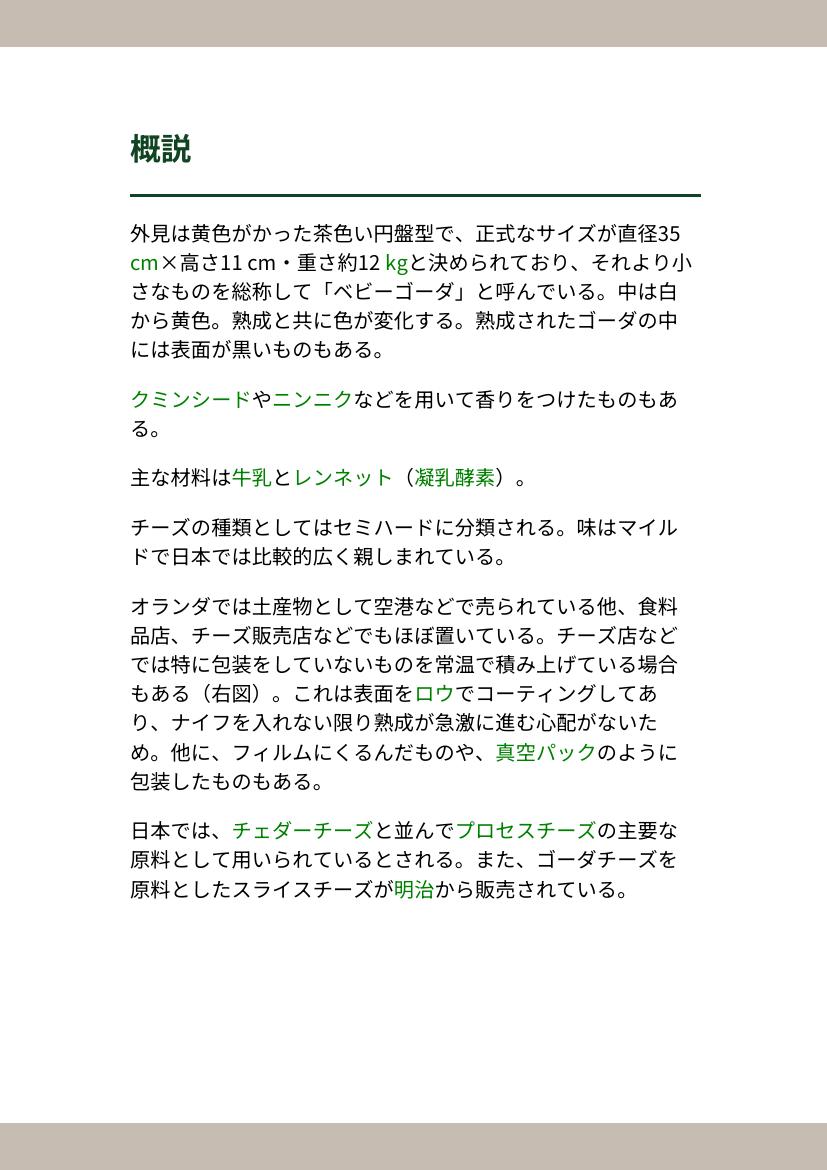 概説
外見は黄色がかった茶色い円盤型で、正式なサイズが直径35
cm×高さ11 cm・重さ約12 kgと決められており、それより小
さなものを総称して「ベビーゴーダ」と呼んでいる。中は白
から黄色。熟成と共に色が変化する。熟成されたゴーダの中
には表面が黒いものもある。
クミンシードやニンニクなどを用いて香りをつけたものもあ
る。
主な材料は牛乳とレンネット（凝乳酵素）。
チーズの種類としてはセミハードに分類される。味はマイル
ドで日本では比較的広く親しまれている。
オランダでは土産物として空港などで売られている他、食料
品店、チーズ販売店などでもほぼ置いている。チーズ店など
では特に包装をしていないものを常温で積み上げている場合
もある（右図）。これは表面をロウでコーティングしてあ
り、ナイフを入れない限り熟成が急激に進む心配がないた
め。他に、フィルムにくるんだものや、真空パックのように
包装したものもある。
日本では、チェダーチーズと並んでプロセスチーズの主要な
原料として用いられているとされる。また、ゴーダチーズを
原料としたスライスチーズが明治から販売されている。